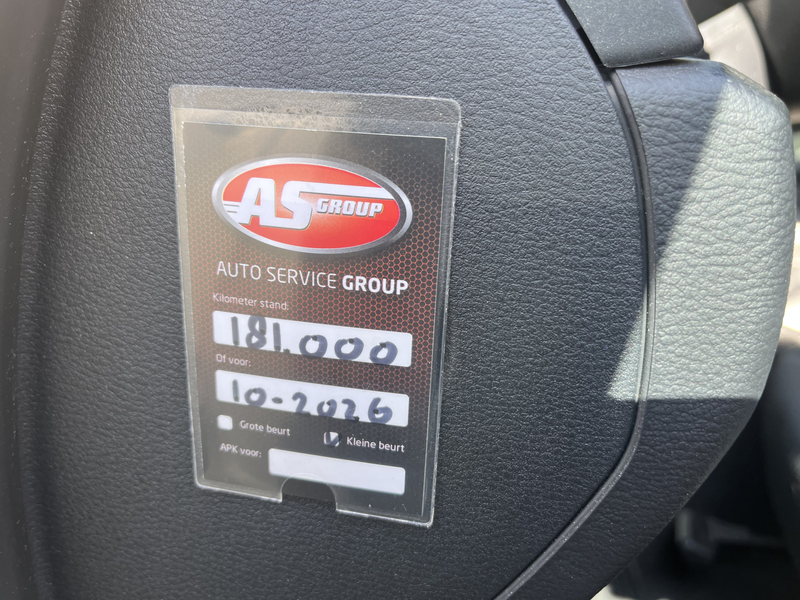 AS GROUP
AUTO SERVICE GROUP
Kilometer stand:
181.000
Of voor:
10-2026
Grote beurt
Kleine beurt
APK voor: